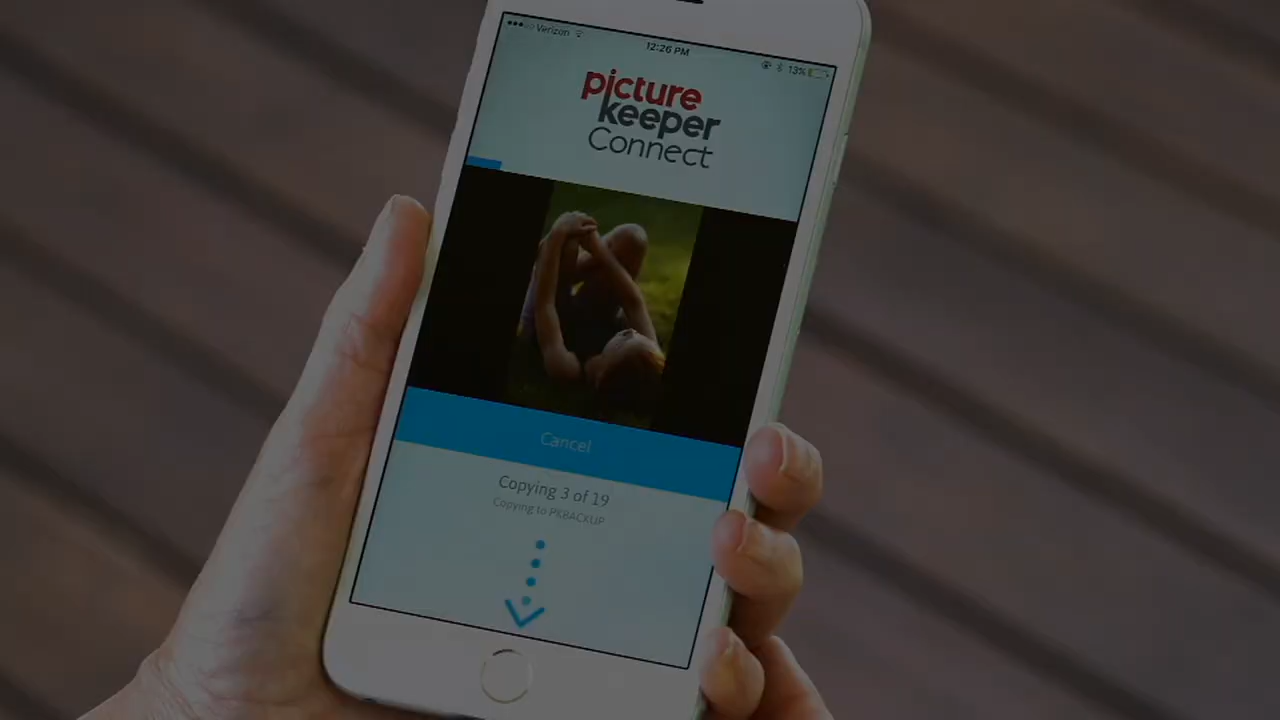 Verizon
12:26 PM
13%
picture
keeper
Connect
Cancel
Copying 3 of 19
Copying to PKBACKUP